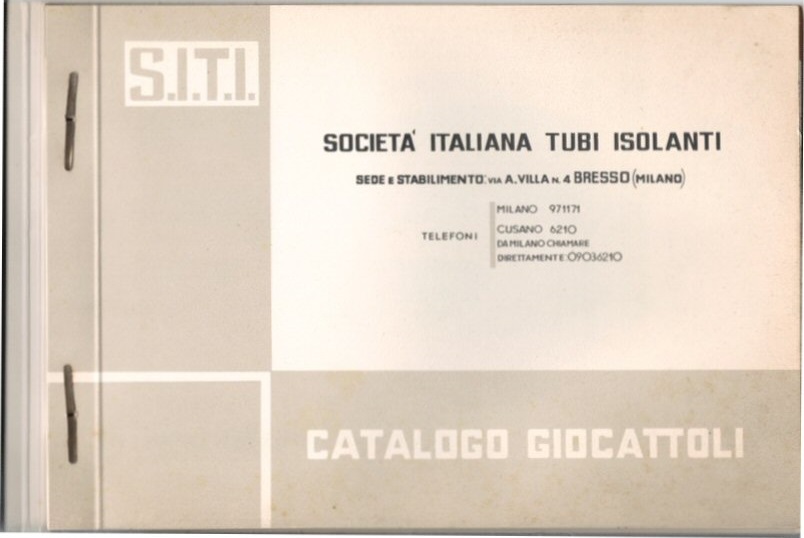 S.I.T.I.
SOCIETA' ITALIANA TUBI ISOLANTI
SEDE E STABILIMENTO: VIA A. VILLA N. 4 BRESSO (MILANO)
TELEFONI
MILANO 971171
CUSANO 6210
DA MILANO CHIAMARE
DIRETTAMENTE: 09036210
CATALOGO GIOCATTOLI